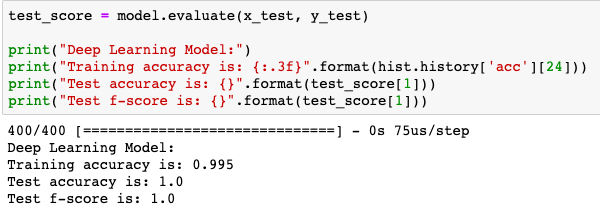 test_score = model.evaluate(x_test, y_test)
print("Deep Learning Model:")
print("Training accuracy is: {:.3f}".format(hist.history['acc'][24]))
print("Test accuracy is: {}".format(test_score[1]))
print("Test f-score is: {}".format(test_score[1]))
400/400 [==============================] - 0s 75us/step
Deep Learning Model:
Training accuracy is: 0.995
Test accuracy is: 1.0
Test f-score is: 1.0